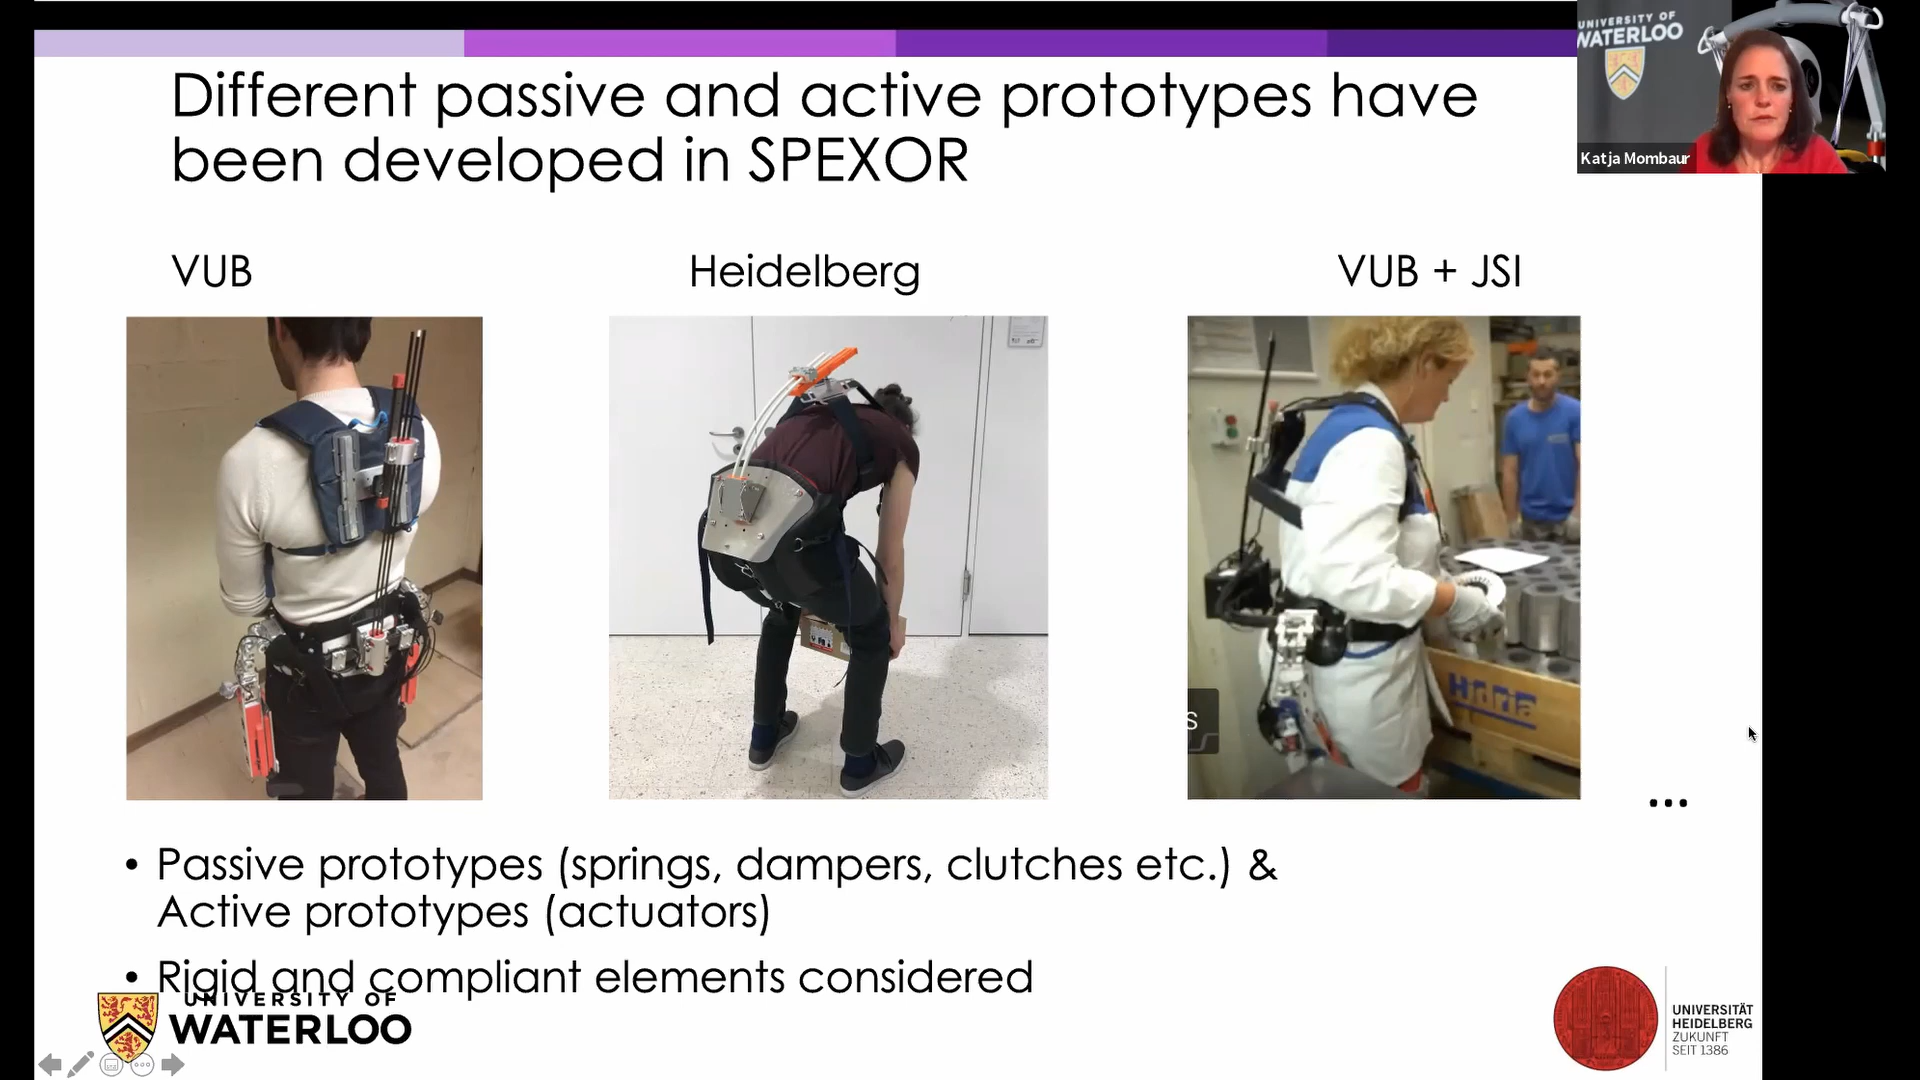 Different passive and active prototypes have
been developed in SPEXOR
UNIVERSITY OF
WATERLOO
Katja Mombaur
VUB
Heidelberg
VUB + JSI
S
Hidria
...
• Passive prototypes (springs, dampers, clutches etc.) &
Active prototypes (actuators)
• Rigid and compliant elements considered
UNIVERSITY OF
WATERLOO
UNIVERSITÄT
HEIDELBERG
ZUKUNFT
SEIT 1386